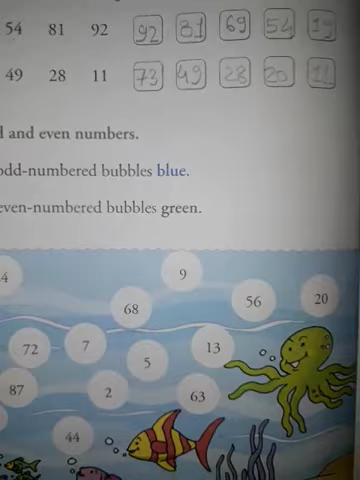 54 81 92 92 81 69 54 19
49 28 11 73 49 28 20 11
and even numbers.
odd-numbered bubbles blue.
even-numbered bubbles green.
4
9
20
56
68
13
7
72
5
87
2
63
44